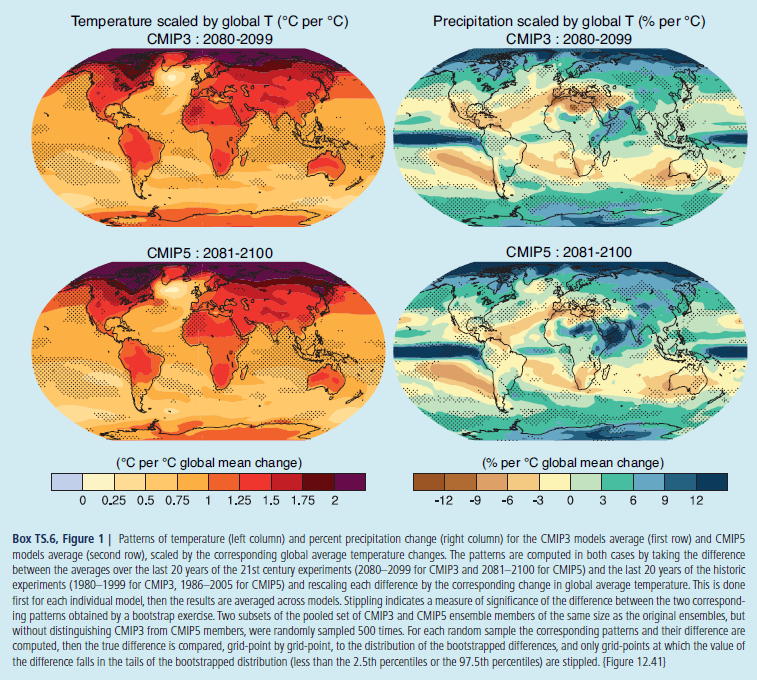 Temperature scaled by global T (°C per °C)
CMIP3 : 2080-2099
Precipitation scaled by global T (% per °C)
CMIP3 : 2080-2099
CMIP5 : 2081-2100
CMIP5 : 2081-2100
(°C per °C global mean change)
0 0.25 0.5 0.75 1 1.25 1.5 1.75 2
(% per °C global mean change)
-12 -9 -6 -3 0 3 6 9 12
Box TS.6, Figure 1 | Patterns of temperature (left column) and percent precipitation change (right column) for the CMIP3 models average (first row) and CMIP5
models average (second row), scaled by the corresponding global average temperature changes. The patterns are computed in both cases by taking the difference
between the averages over the last 20 years of the 21st century experiments (2080–2099 for CMIP3 and 2081–2100 for CMIP5) and the last 20 years of the historic
experiments (1980–1999 for CMIP3, 1986–2005 for CMIP5) and rescaling each difference by the corresponding change in global average temperature. This is done
first for each individual model, then the results are averaged across models. Stippling indicates a measure of significance of the difference between the two correspond-
ing patterns obtained by a bootstrap exercise. Two subsets of the pooled set of CMIP3 and CMIP5 ensemble members of the same size as the original ensembles, but
without distinguishing CMIP3 from CMIP5 members, were randomly sampled 500 times. For each random sample the corresponding patterns and their difference are
computed, then the true difference is compared, grid-point by grid-point, to the distribution of the bootstrapped differences, and only grid-points at which the value of
the difference falls in the tails of the bootstrapped distribution (less than the 2.5th percentiles or the 97.5th percentiles) are stippled. {Figure 12.41}